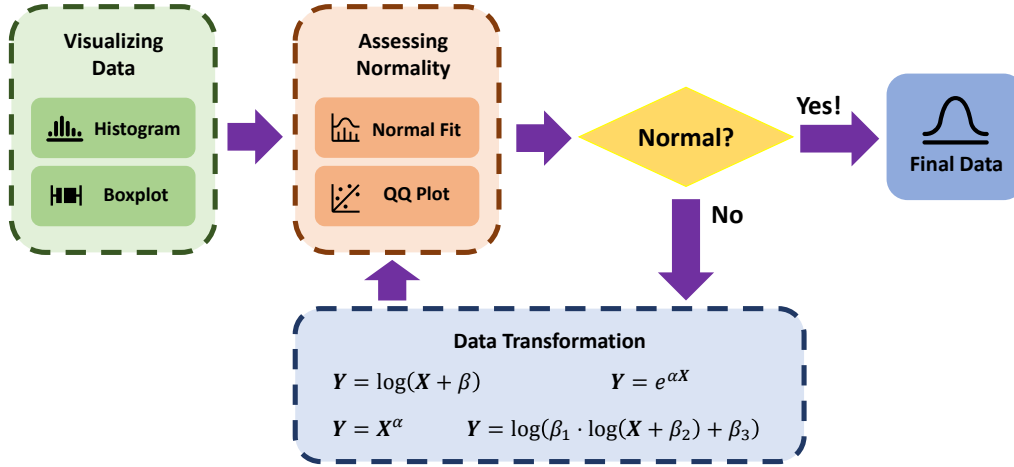 Visualizing
Data
Histogram
Boxplot
Assessing
Normality
Normal Fit
QQ Plot
Normal?
Yes!
Final Data
No
Data Transformation
𝒀 = log(𝑿 + β)
𝒀 = e^{α𝑿}
𝒀 = 𝑿^α
𝒀 = log(β₁ · log(𝑿 + β₂) + β₃)